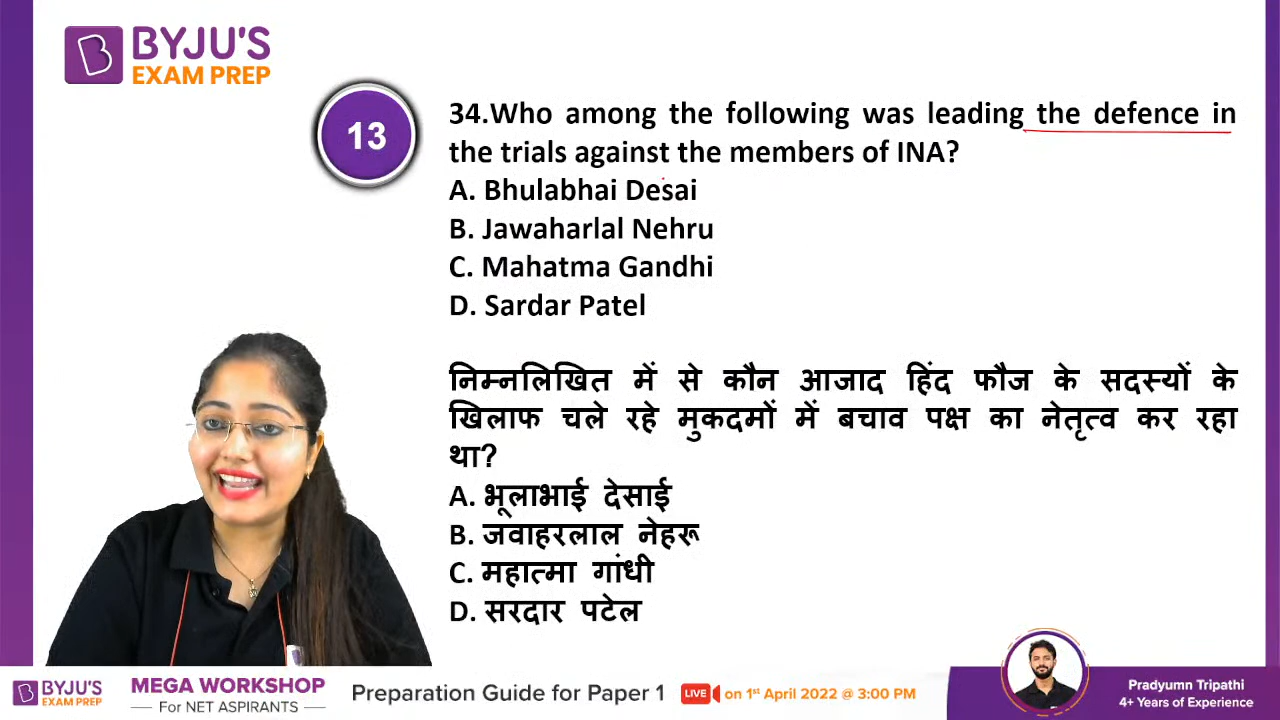 BYJU'S
EXAM PREP
13
34.Who among the following was leading the defence in
the trials against the members of INA?
A. Bhulabhai Desai
B. Jawaharlal Nehru
C. Mahatma Gandhi
D. Sardar Patel
निम्नलिखित में से कौन आजाद हिंद फौज के सदस्यों के
खिलाफ चले रहे मुकदमों में बचाव पक्ष का नेतृत्व कर रहा
था?
A. भूलाभाई देसाई
B. जवाहरलाल नेहरू
C. महात्मा गांधी
D. सरदार पटेल
BYJU'S
EXAM PREP
MEGA WORKSHOP
For NET ASPIRANTS
Preparation Guide for Paper 1
LIVE
on 1st April 2022 @ 3:00 PM
Pradyumn Tripathi
4+ Years of Experience